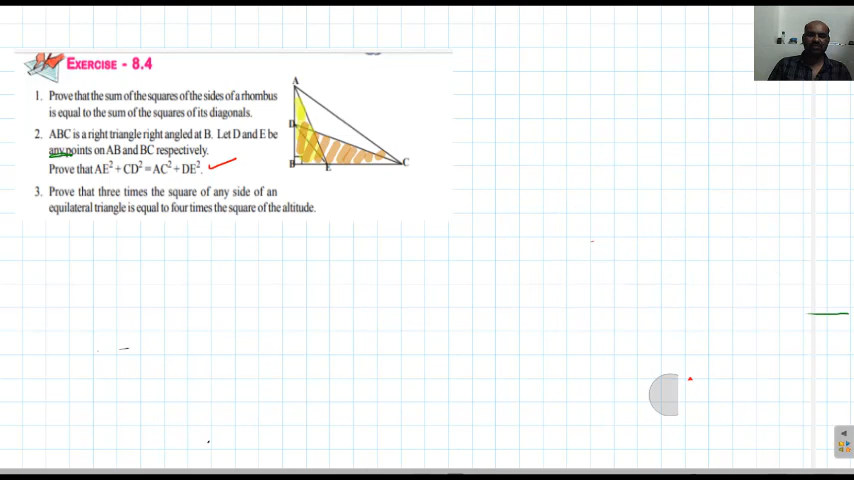 EXERCISE - 8.4
1. Prove that the sum of the squares of the sides of a rhombus
is equal to the sum of the squares of its diagonals.
2. ABC is a right triangle right angled at B. Let D and E be
any points on AB and BC respectively.
Prove that AE² + CD² = AC² + DE².
3. Prove that three times the square of any side of an
equilateral triangle is equal to four times the square of the altitude.
A
D
B
E
C